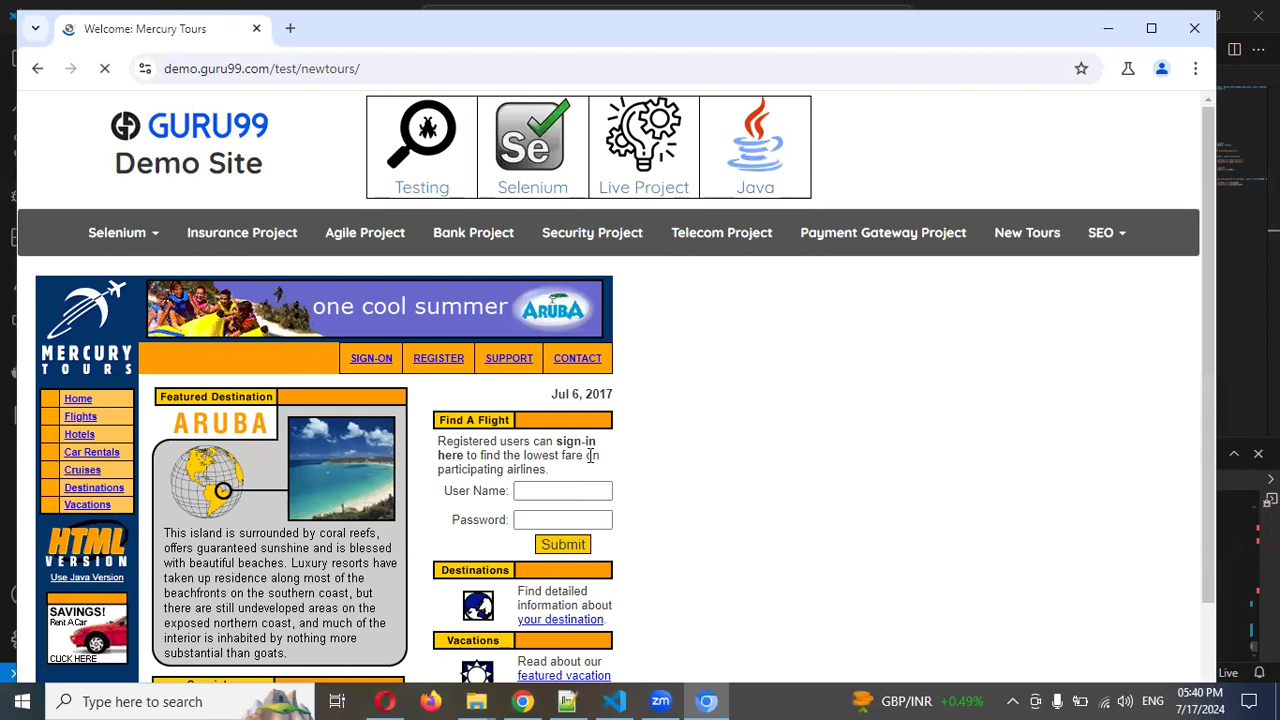 Welcome: Mercury Tours
demo.guru99.com/test/newtours/
GURU99
Demo Site
Testing
Se
Selenium
Live Project
Java
Selenium
Insurance Project
Agile Project
Bank Project
Security Project
Telecom Project
Payment Gateway Project
New Tours
SEO
one cool summer
ARUBA
MERCURY
TOURS
SIGN-ON
REGISTER
SUPPORT
CONTACT
Jul 6, 2017
Home
Flights
Hotels
Car Rentals
Cruises
Destinations
Vacations
HTML
VERSION
Use Java Version
SAVINGS!
Rent A Car
CLICK HERE
Featured Destination
ARUBA
This island is surrounded by coral reefs,
offers guaranteed sunshine and is blessed
with beautiful beaches. Luxury resorts have
taken up residence along most of the
beachfronts on the southern coast, but
there are still undeveloped areas on the
exposed northern coast, and much of the
interior is inhabited by nothing more
substantial than goats.
Find A Flight
Registered users can sign-in
here to find the lowest fare on
participating airlines.
User Name:
Password:
Submit
Destinations
Find detailed
information about
your destination.
Vacations
Read about our
featured vacation
Live
Type here to search
GBP/INR +0.49%
ENG
05:40 PM
7/17/2024